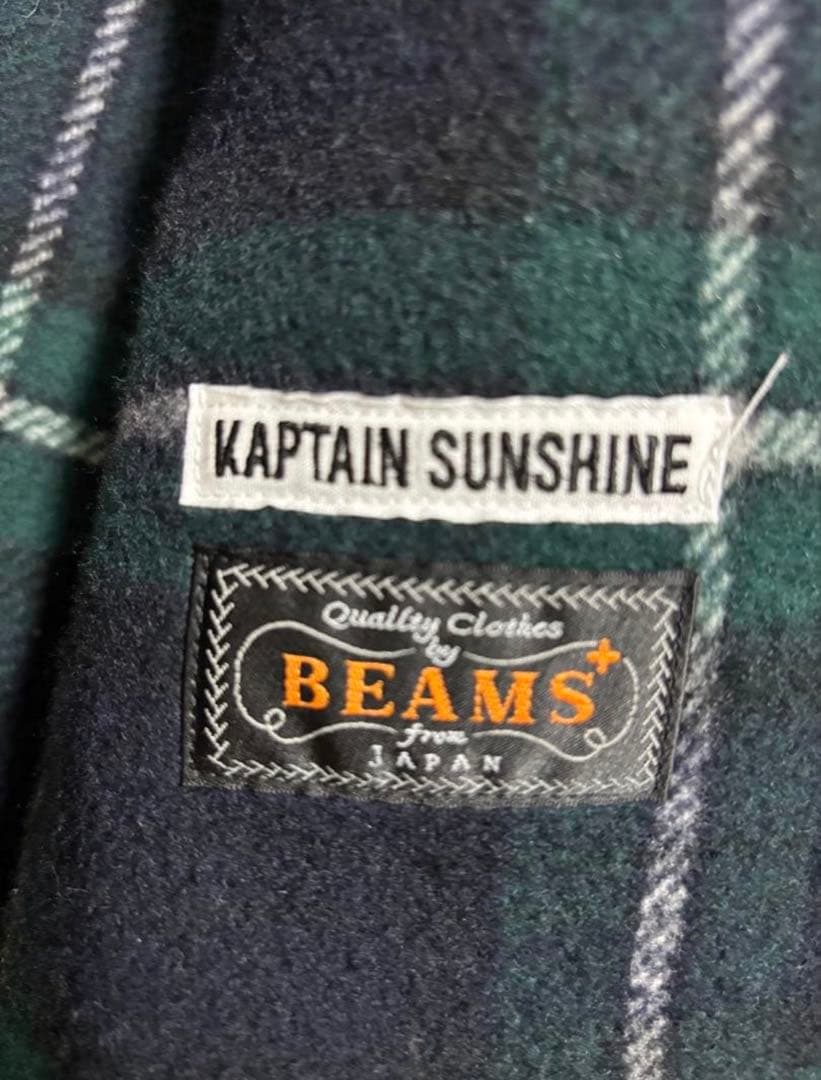 KAPTAIN SUNSHINE
Quality Clothes
by
BEAMS+
from
JAPAN